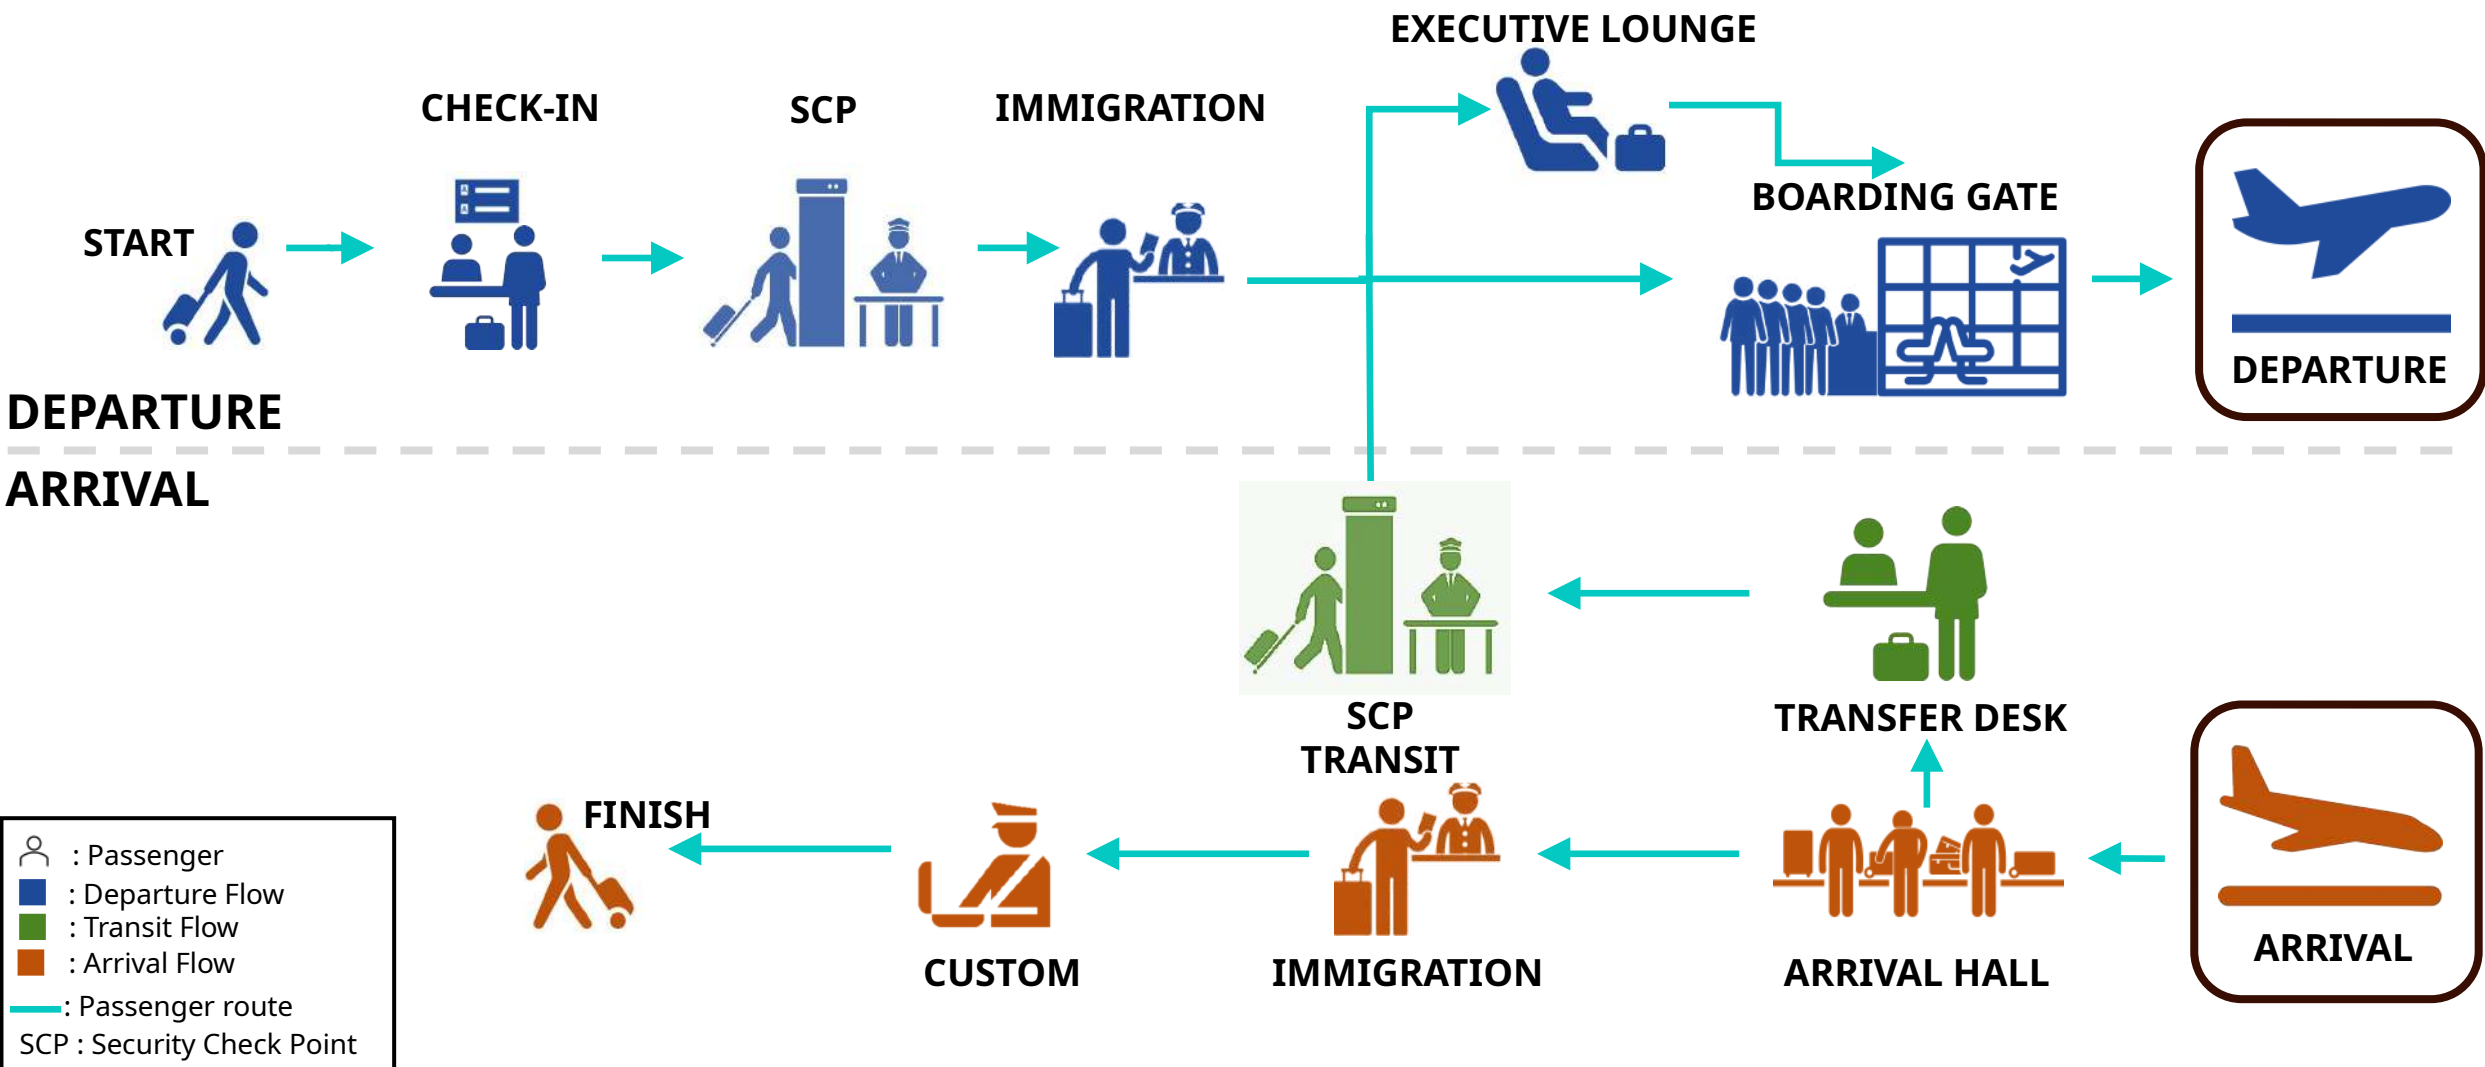 EXECUTIVE LOUNGE
CHECK-IN
SCP
IMMIGRATION
BOARDING GATE
START
DEPARTURE
DEPARTURE
ARRIVAL
SCP
TRANSIT
TRANSFER DESK
FINISH
ARRIVAL
CUSTOM
IMMIGRATION
ARRIVAL HALL
: Passenger
: Departure Flow
: Transit Flow
: Arrival Flow
: Passenger route
SCP : Security Check Point